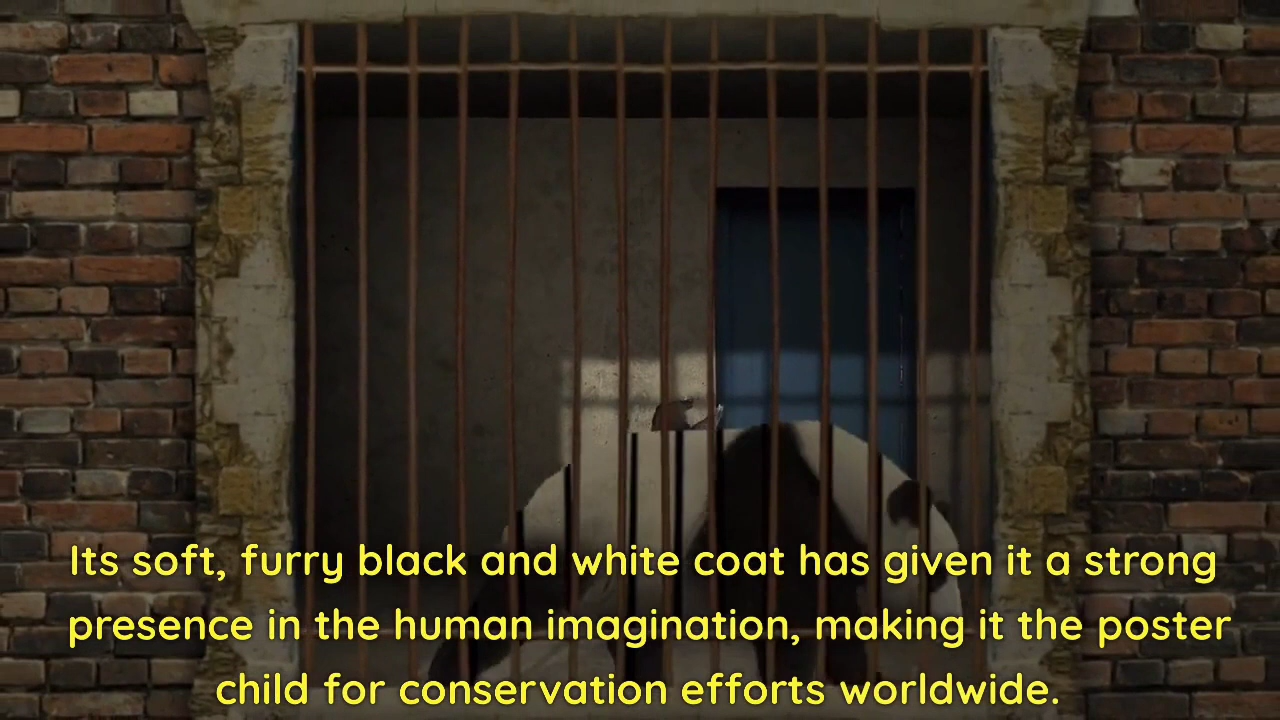 Its soft, furry black and white coat has given it a strong
presence in the human imagination, making it the poster
child for conservation efforts worldwide.